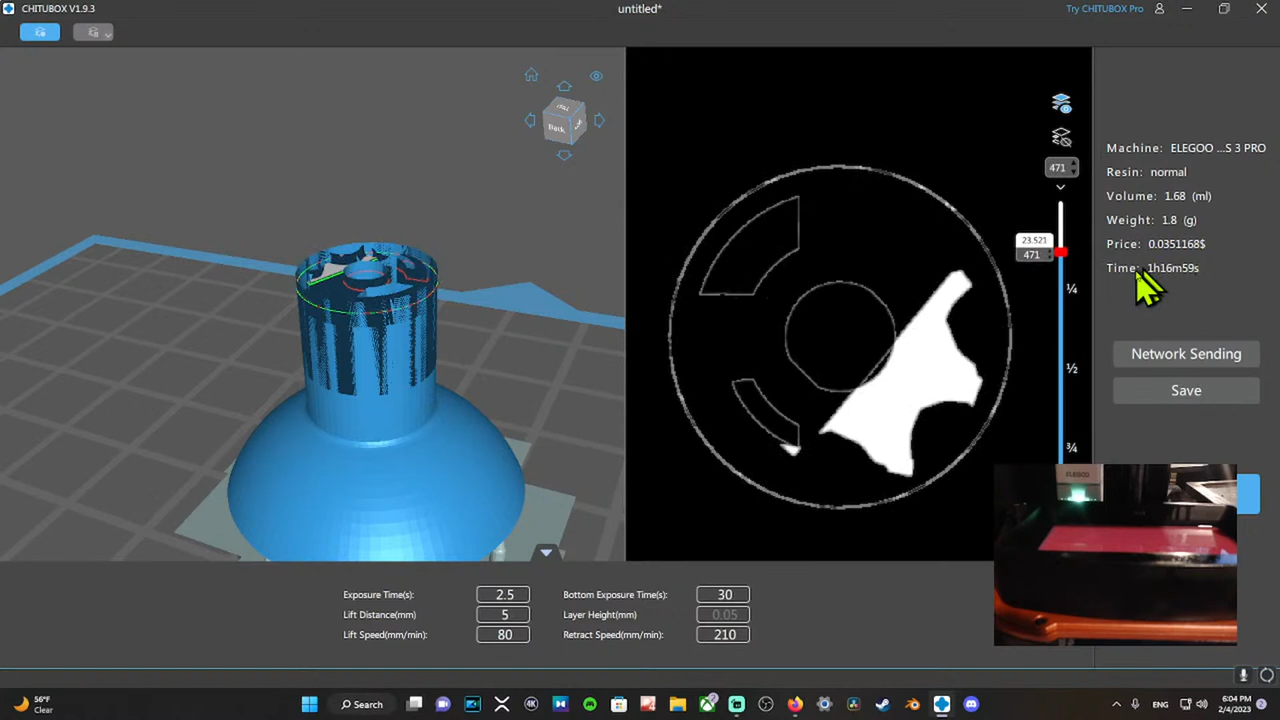 CHITUBOX V1.9.3
untitled*
Try CHITUBOX Pro
Back
471
23.521
471
¼
½
¾
Machine: ELEGOO ...S 3 PRO
Resin: normal
Volume: 1.68 (ml)
Weight: 1.8 (g)
Price: 0.0351168$
Time: 1h16m59s
Network Sending
Save
ELEGOO
Exposure Time(s): 2.5 Bottom Exposure Time(s): 30
Lift Distance(mm) 5 Layer Height(mm) 0.05
Lift Speed(mm/min): 80 Retract Speed(mm/min): 210
56°F
Clear
Search
4K
2
ENG
6:04 PM
2/4/2023